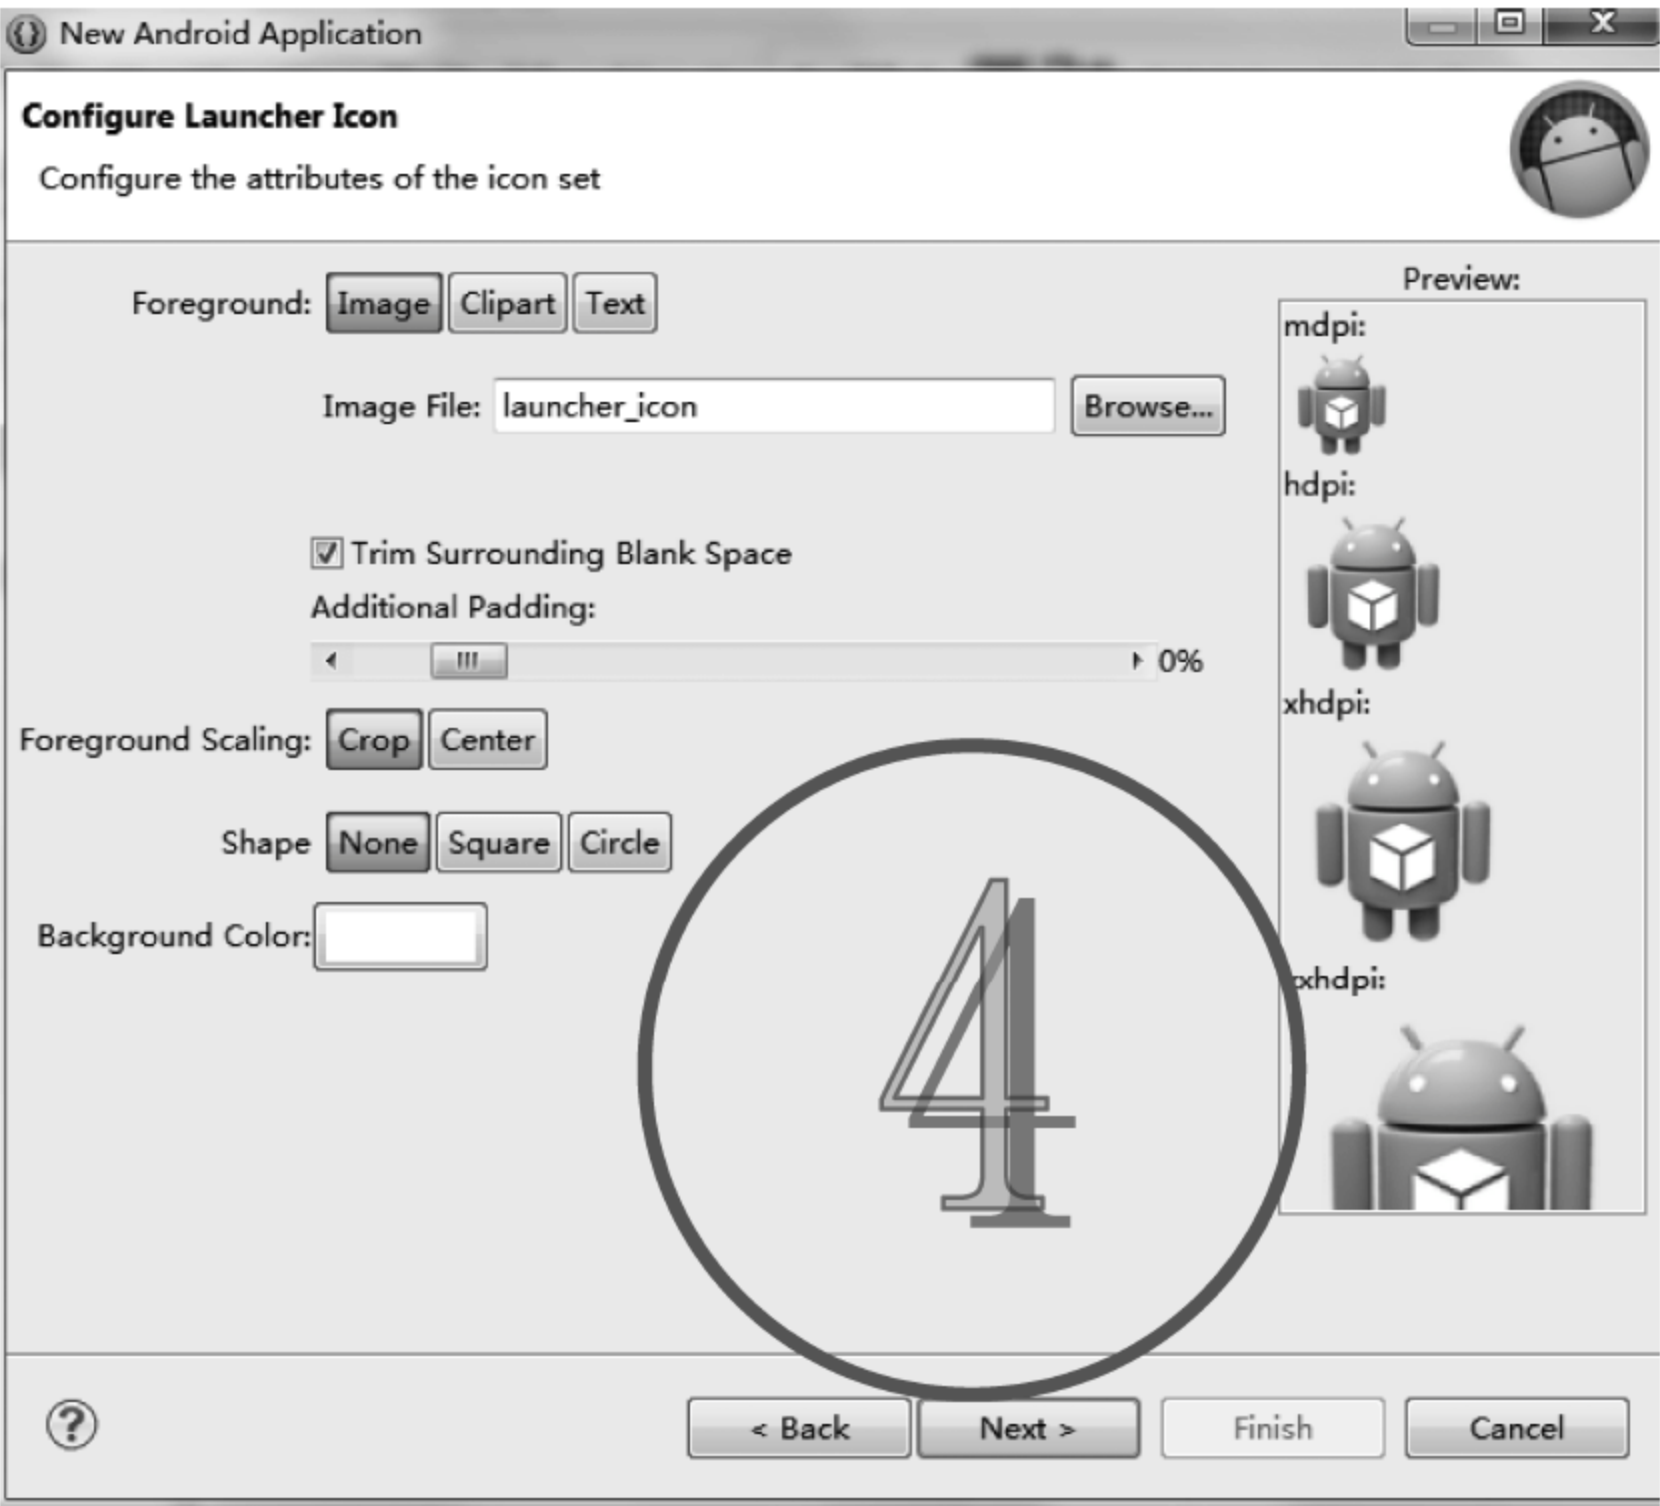 New Android Application
Configure Launcher Icon
Configure the attributes of the icon set
Foreground: Image Clipart Text
Image File: launcher_icon Browse...
Trim Surrounding Blank Space
Additional Padding:
0%
Foreground Scaling: Crop Center
Shape None Square Circle
Background Color:
Preview:
mdpi:
hdpi:
xhdpi:
xxhdpi:
4
? < Back Next > Finish Cancel